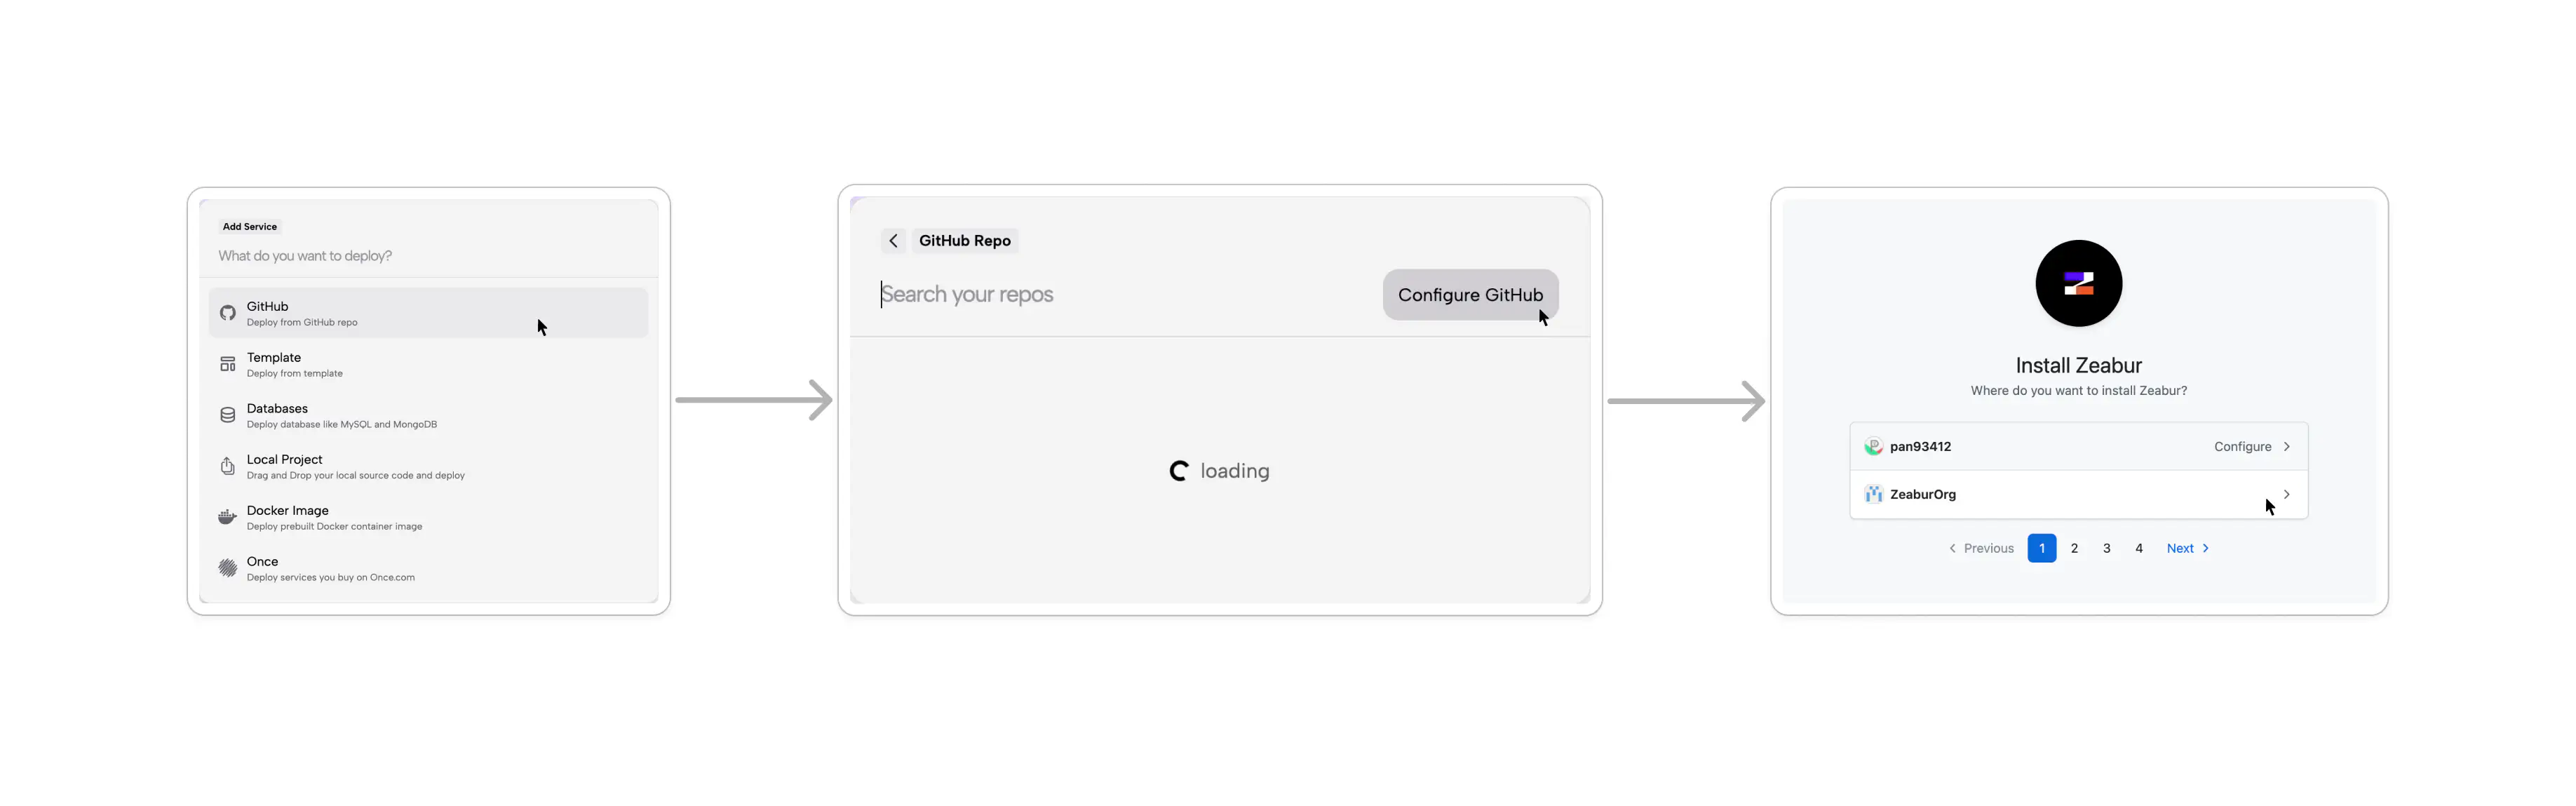 Add Service
What do you want to deploy?
GitHub
Deploy from GitHub repo
Template
Deploy from template
Databases
Deploy database like MySQL and MongoDB
Local Project
Drag and Drop your local source code and deploy
Docker Image
Deploy prebuilt Docker container image
Once
Deploy services you buy on Once.com
GitHub Repo
Search your repos
Configure GitHub
loading
Install Zeabur
Where do you want to install Zeabur?
pan93412 Configure
ZeaburOrg
Previous 1 2 3 4 Next